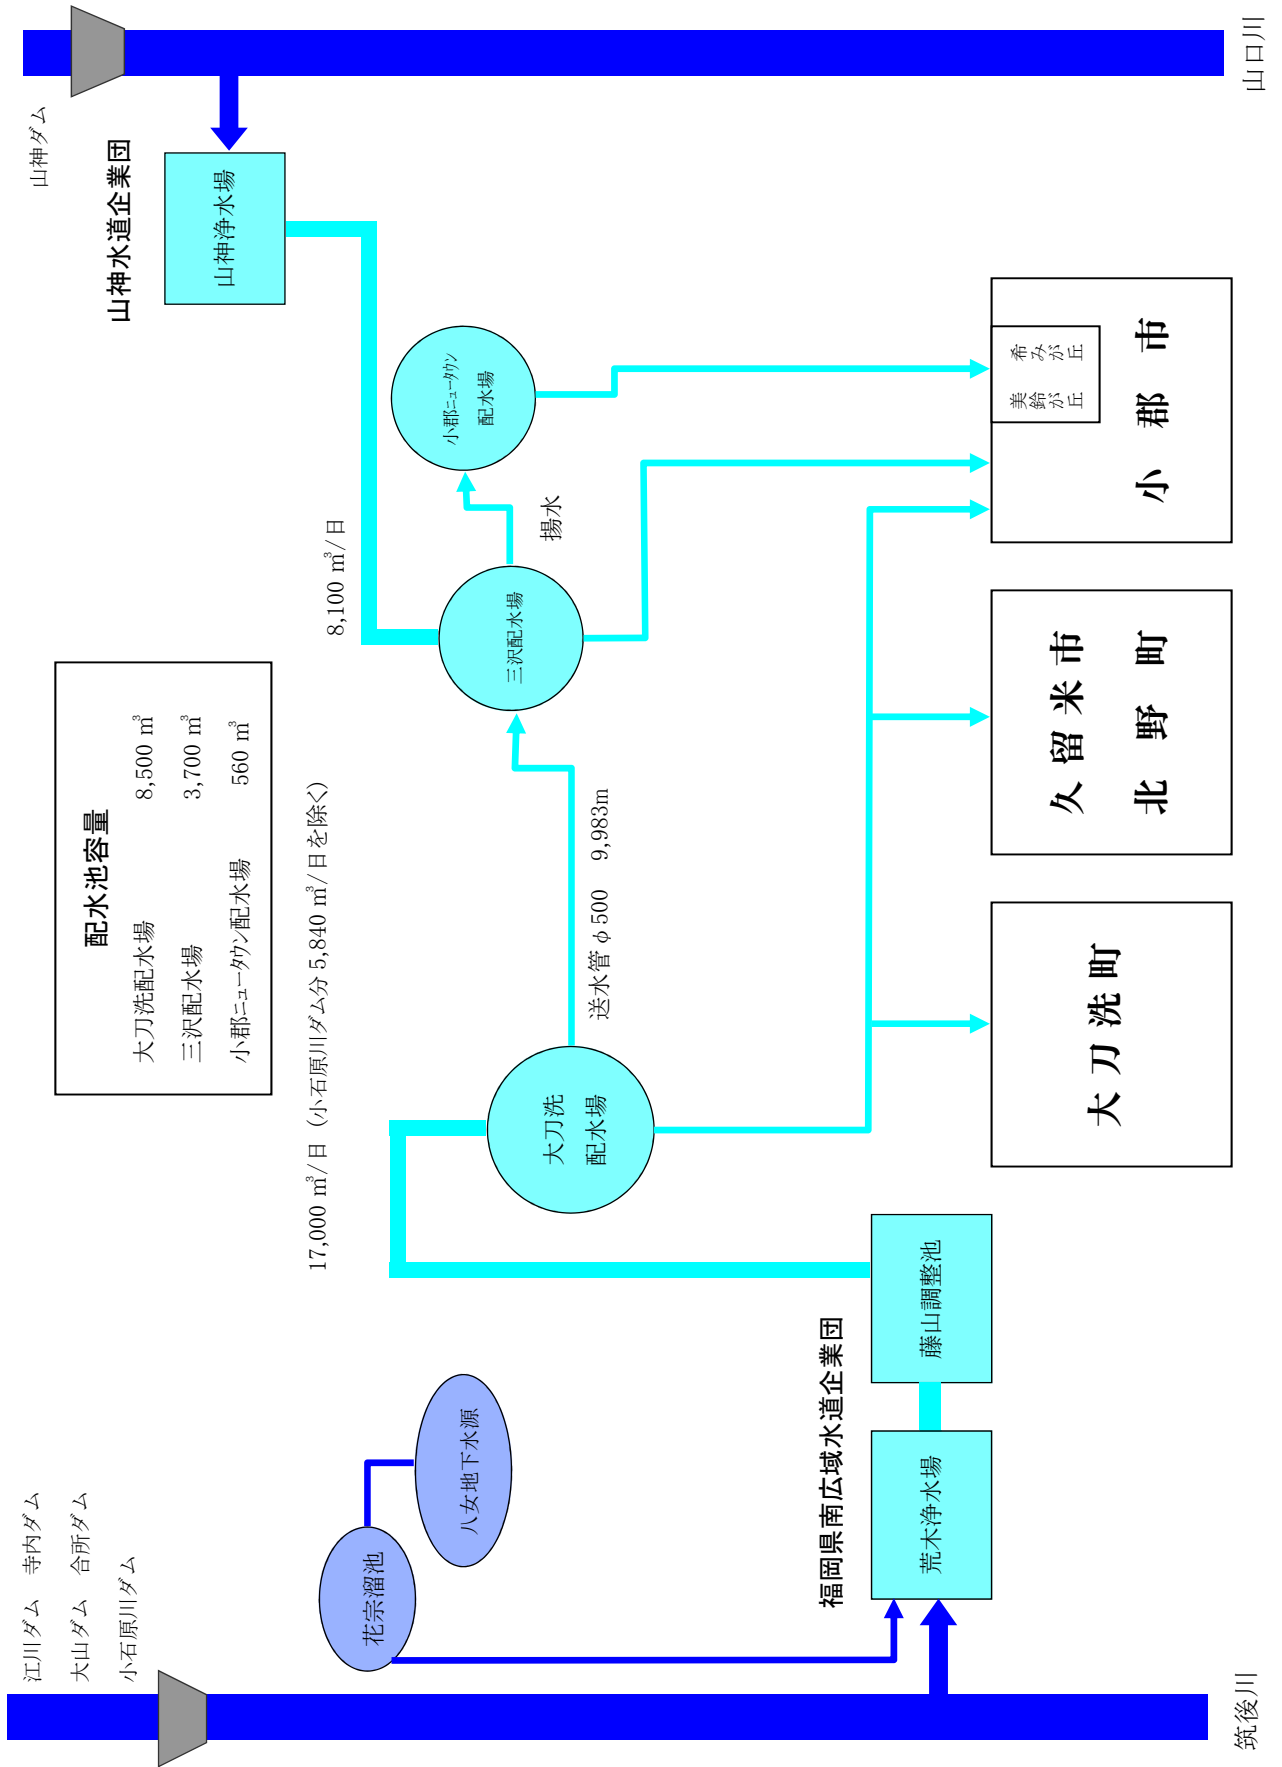 江川ダム　寺内ダム
大山ダム　合所ダム
小石原川ダム
筑後川
花宗溜池
八女地下水源
福岡県南広域水道企業団
荒木浄水場
藤山調整池
17,000 ㎥/日（小石原川ダム分 5,840 ㎥/日を除く）
配水池容量
大刀洗配水場　8,500 ㎥
三沢配水場　3,700 ㎥
小郡ニュータウン配水場　560 ㎥
大刀洗
配水場
送水管φ500　9,983m
三沢配水場
8,100 ㎥/日
揚水
小郡ニュータウン
配水場
山神ダム
山神水道企業団
山神浄水場
山口川
大刀洗町
久留米市
北野町
美鈴が丘
希みが丘
小郡市